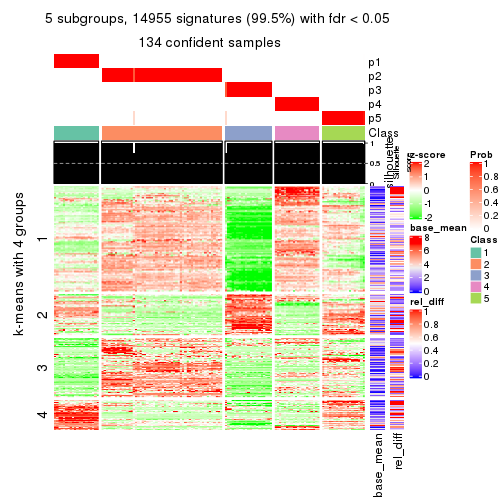 5 subgroups, 14955 signatures (99.5%) with fdr < 0.05
134 confident samples
p1
p2
p3
p4
p5
Class
1
0.5
0
silhouette
Silhouette
score
k-means with 4 groups
1
2
3
4
base_mean
rel_diff
z-score
2
1
0
-1
-2
base_mean
8
6
4
2
0
rel_diff
1
0.8
0.6
0.4
0.2
0
Prob
1
0.8
0.6
0.4
0.2
0
Class
1
2
3
4
5